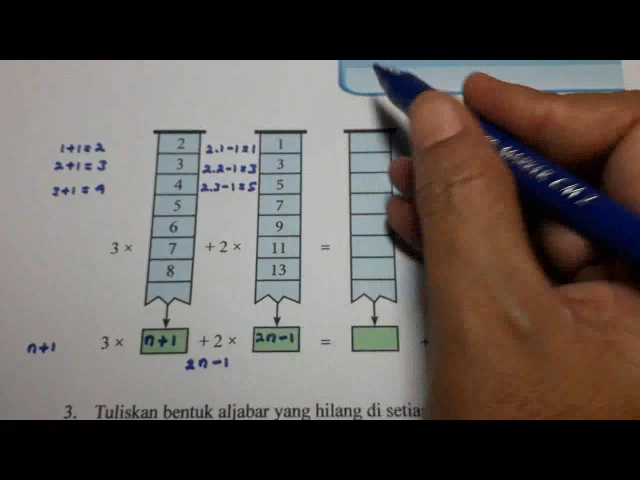 1+1=2 2 2.1-1=1 1
2+1=3 3 2.2-1=3 3
3+1=4 4 2.3-1=5 5
5 7
6 9
3 × 7 + 2 × 11 =
8 13
n+1 3 × n+1 + 2 × 2n-1 =
2n-1
3. Tuliskan bentuk aljabar yang hilang di